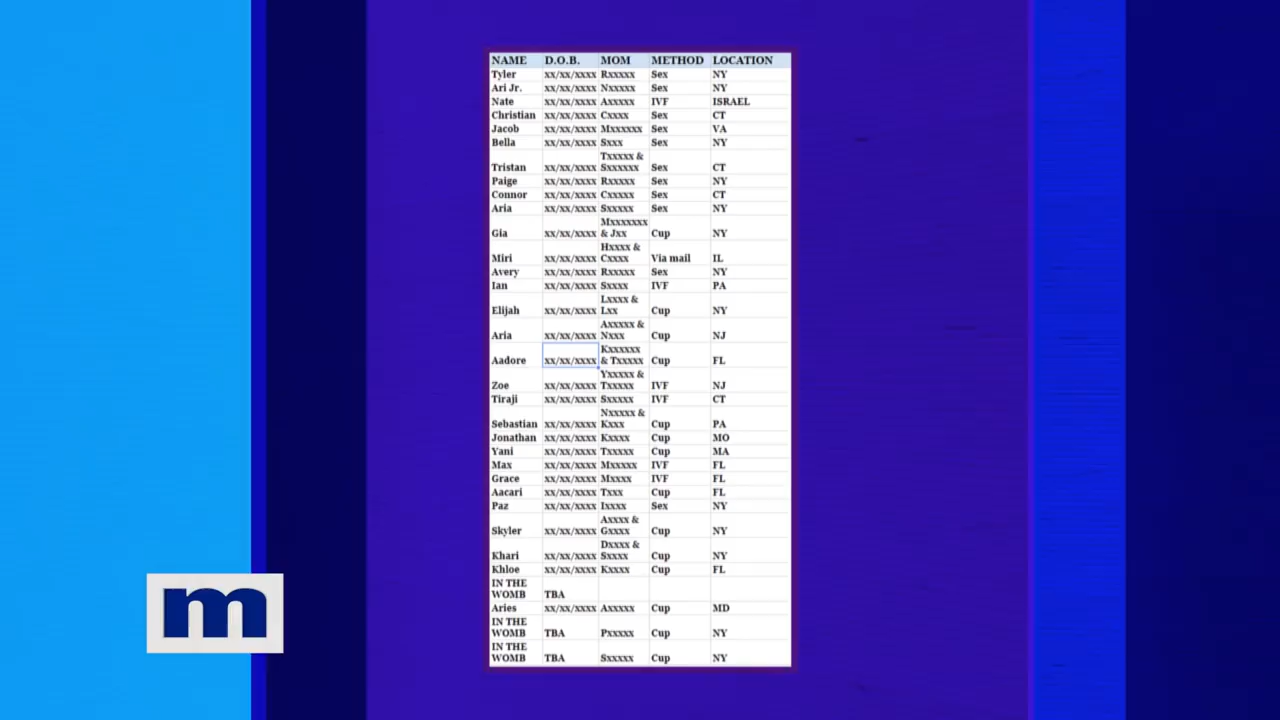 NAME D.O.B. MOM METHOD LOCATION
Tyler xx/xx/xxxx Rxxxxx Sex NY
Ari Jr. xx/xx/xxxx Nxxxxx Sex NY
Nate xx/xx/xxxx Axxxxx IVF ISRAEL
Christian xx/xx/xxxx Cxxxx Sex CT
Jacob xx/xx/xxxx Mxxxxxx Sex VA
Bella xx/xx/xxxx Sxxx Sex NY
Txxxxx &
Tristan xx/xx/xxxx Sxxxxxx Sex CT
Paige xx/xx/xxxx Rxxxxx Sex NY
Connor xx/xx/xxxx Cxxxxx Sex CT
Aria xx/xx/xxxx Sxxxxx Sex NY
Mxxxxxxx
Gia xx/xx/xxxx & Jxx Cup NY
Hxxxx &
Miri xx/xx/xxxx Cxxxx Via mail IL
Avery xx/xx/xxxx Rxxxxx Sex NY
Ian xx/xx/xxxx Sxxxx IVF PA
Lxxxx &
Elijah xx/xx/xxxx Lxx Cup NY
Axxxxx &
Aria xx/xx/xxxx Nxxx Cup NJ
Kxxxxxx
Aadore xx/xx/xxxx & Txxxxx Cup FL
Yxxxxx &
Zoe xx/xx/xxxx Txxxxx IVF NJ
Tiraji xx/xx/xxxx Sxxxxx IVF CT
Nxxxxx &
Sebastian xx/xx/xxxx Kxxx Cup PA
Jonathan xx/xx/xxxx Kxxxx Cup MO
Yani xx/xx/xxxx Txxxxx Cup MA
Max xx/xx/xxxx Mxxxxx IVF FL
Grace xx/xx/xxxx Mxxxx IVF FL
Aacari xx/xx/xxxx Txxx Cup FL
Paz xx/xx/xxxx Ixxxx Sex NY
Axxxx &
Skyler xx/xx/xxxx Gxxxx Cup NY
Dxxxx &
Khari xx/xx/xxxx Sxxxx Cup NY
Khloe xx/xx/xxxx Kxxxx Cup FL
IN THE
WOMB TBA
Aries xx/xx/xxxx Axxxxx Cup MD
IN THE
WOMB TBA Pxxxxx Cup NY
IN THE
WOMB TBA Sxxxxx Cup NY
m